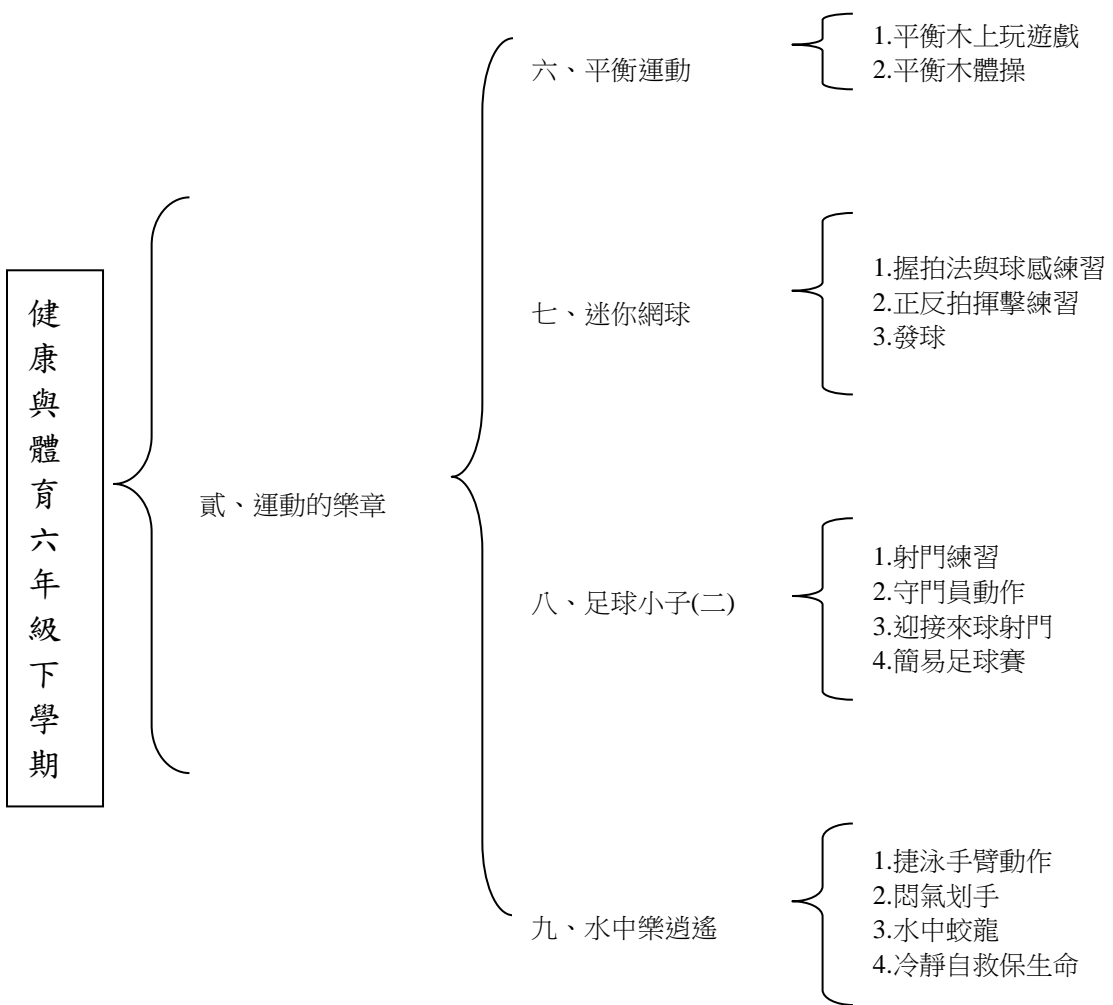 健康與體育六年級下學期
貳、運動的樂章
六、平衡運動
1.平衡木上玩遊戲
2.平衡木體操
七、迷你網球
1.握拍法與球感練習
2.正反拍揮擊練習
3.發球
八、足球小子(二)
1.射門練習
2.守門員動作
3.迎接來球射門
4.簡易足球賽
九、水中樂逍遙
1.捷泳手臂動作
2.悶氣划手
3.水中蛟龍
4.冷靜自救保生命